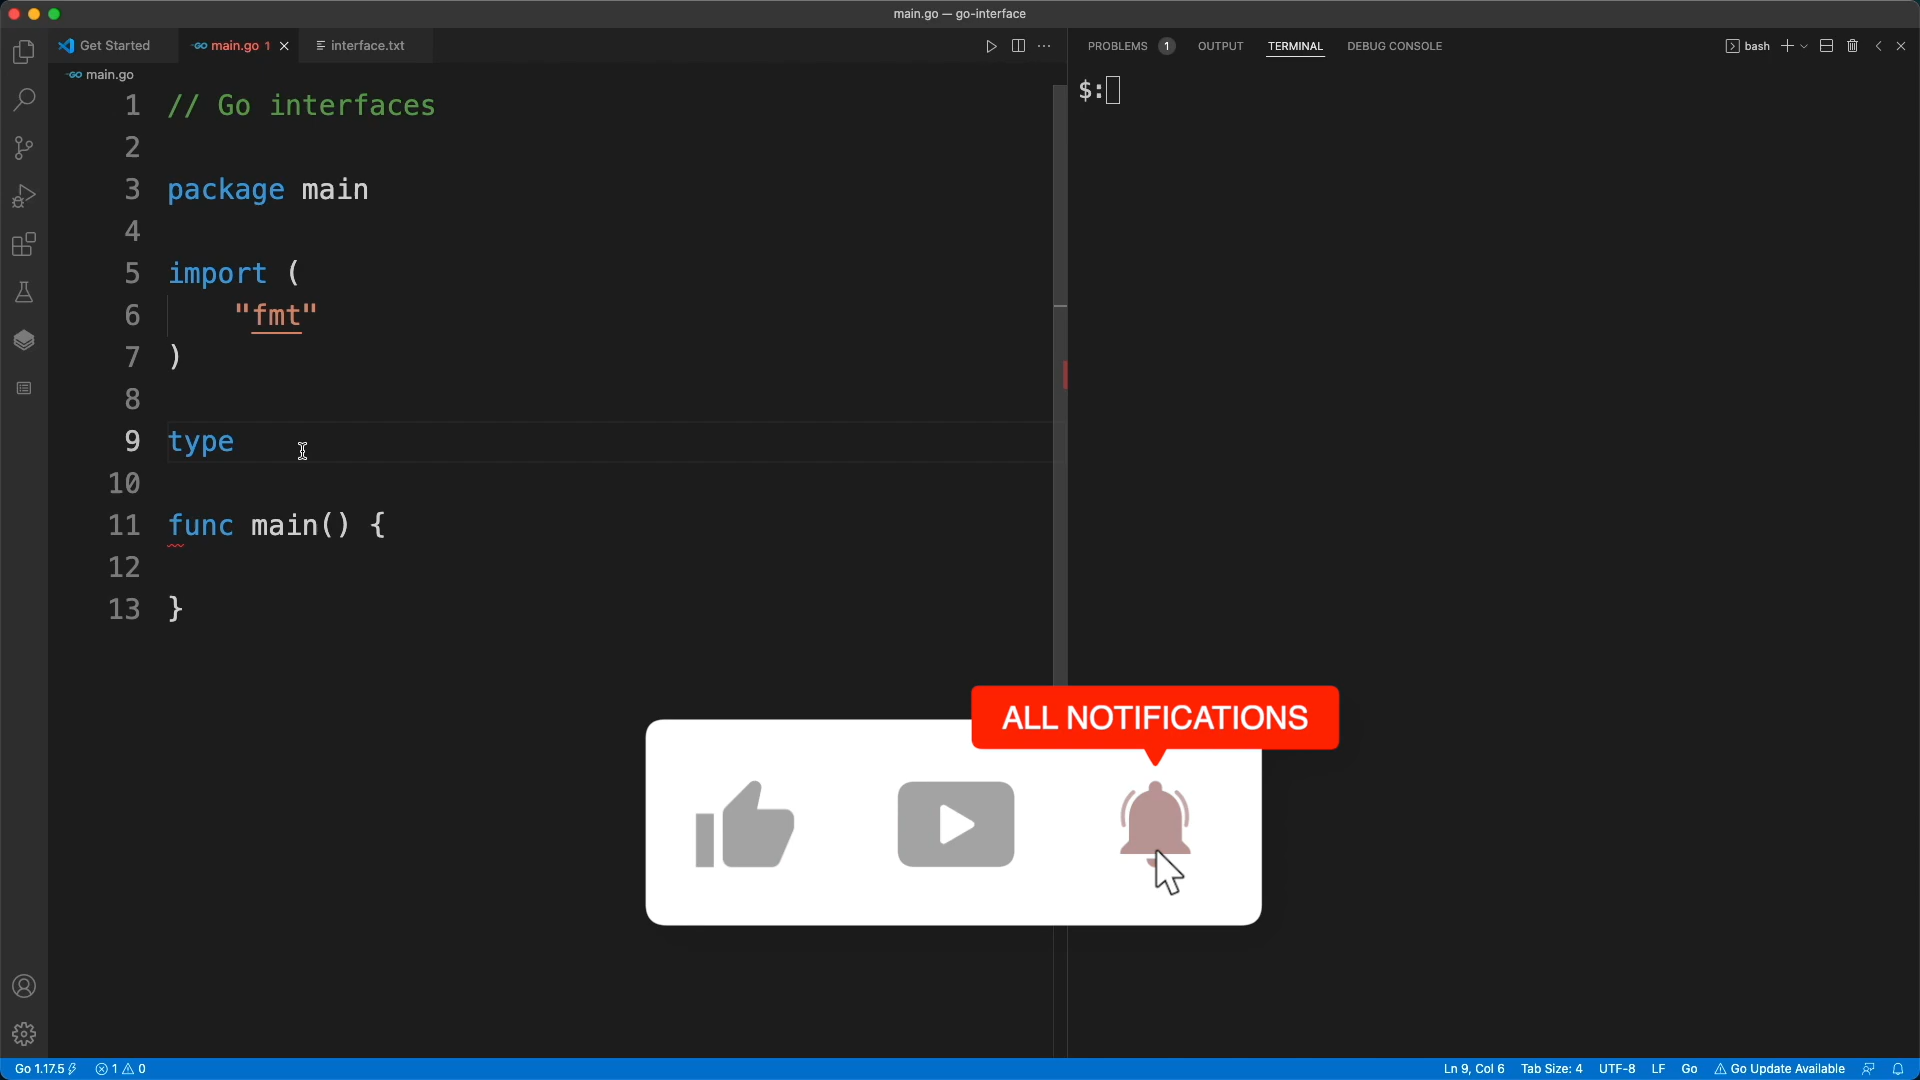 main.go — go-interface
Get Started
main.go 1
interface.txt
PROBLEMS 1
OUTPUT
TERMINAL
DEBUG CONSOLE
bash
main.go
$:
1 // Go interfaces
2
3 package main
4
5 import (
6 "fmt"
7 )
8
9 type
10
11 func main() {
12
13 }
ALL NOTIFICATIONS
Go 1.17.5
1 0
Ln 9, Col 6
Tab Size: 4
UTF-8
LF
Go
Go Update Available